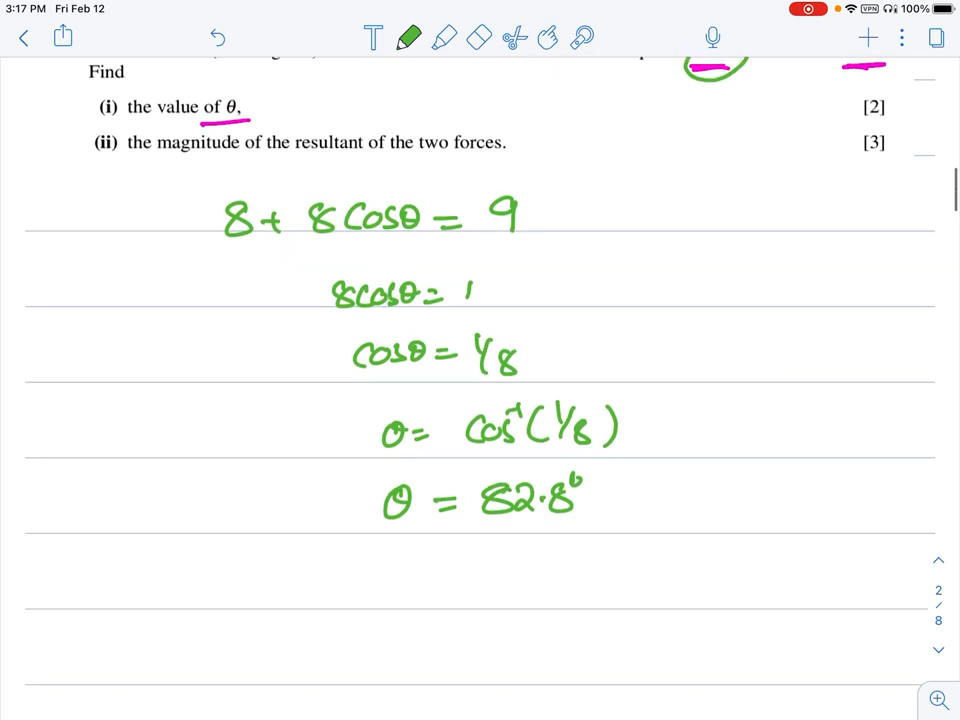 3:17 PM Fri Feb 12
VPN 100%
T
Find
(i) the value of θ, [2]
(ii) the magnitude of the resultant of the two forces. [3]
8 + 8 cosθ = 9
8cosθ = 1
cosθ = 1/8
θ = cos⁻¹(1/8)
θ = 82.8°
2
/
8